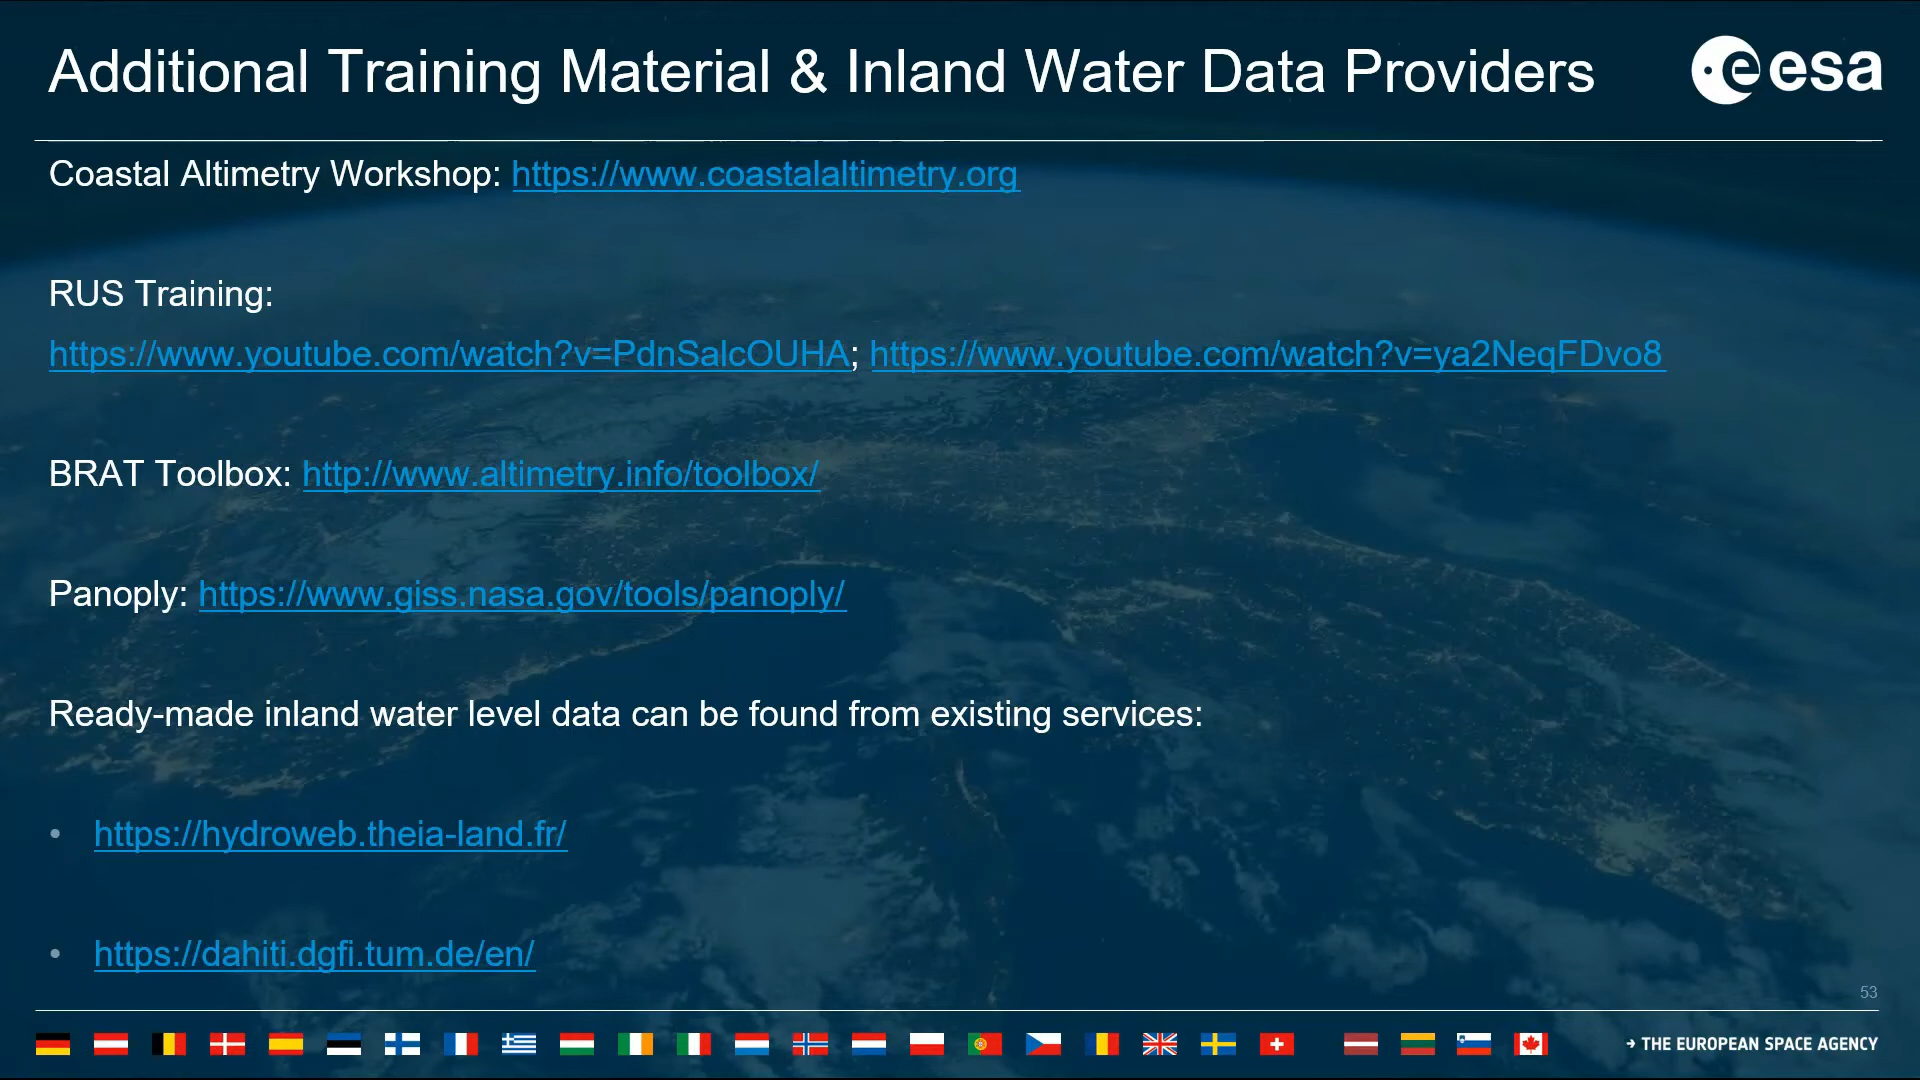 Additional Training Material & Inland Water Data Providers
esa
Coastal Altimetry Workshop: https://www.coastalaltimetry.org
RUS Training:
https://www.youtube.com/watch?v=PdnSalcOUHA; https://www.youtube.com/watch?v=ya2NeqFDvo8
BRAT Toolbox: http://www.altimetry.info/toolbox/
Panoply: https://www.giss.nasa.gov/tools/panoply/
Ready-made inland water level data can be found from existing services:
• https://hydroweb.theia-land.fr/
• https://dahiti.dgfi.tum.de/en/
53
→ THE EUROPEAN SPACE AGENCY